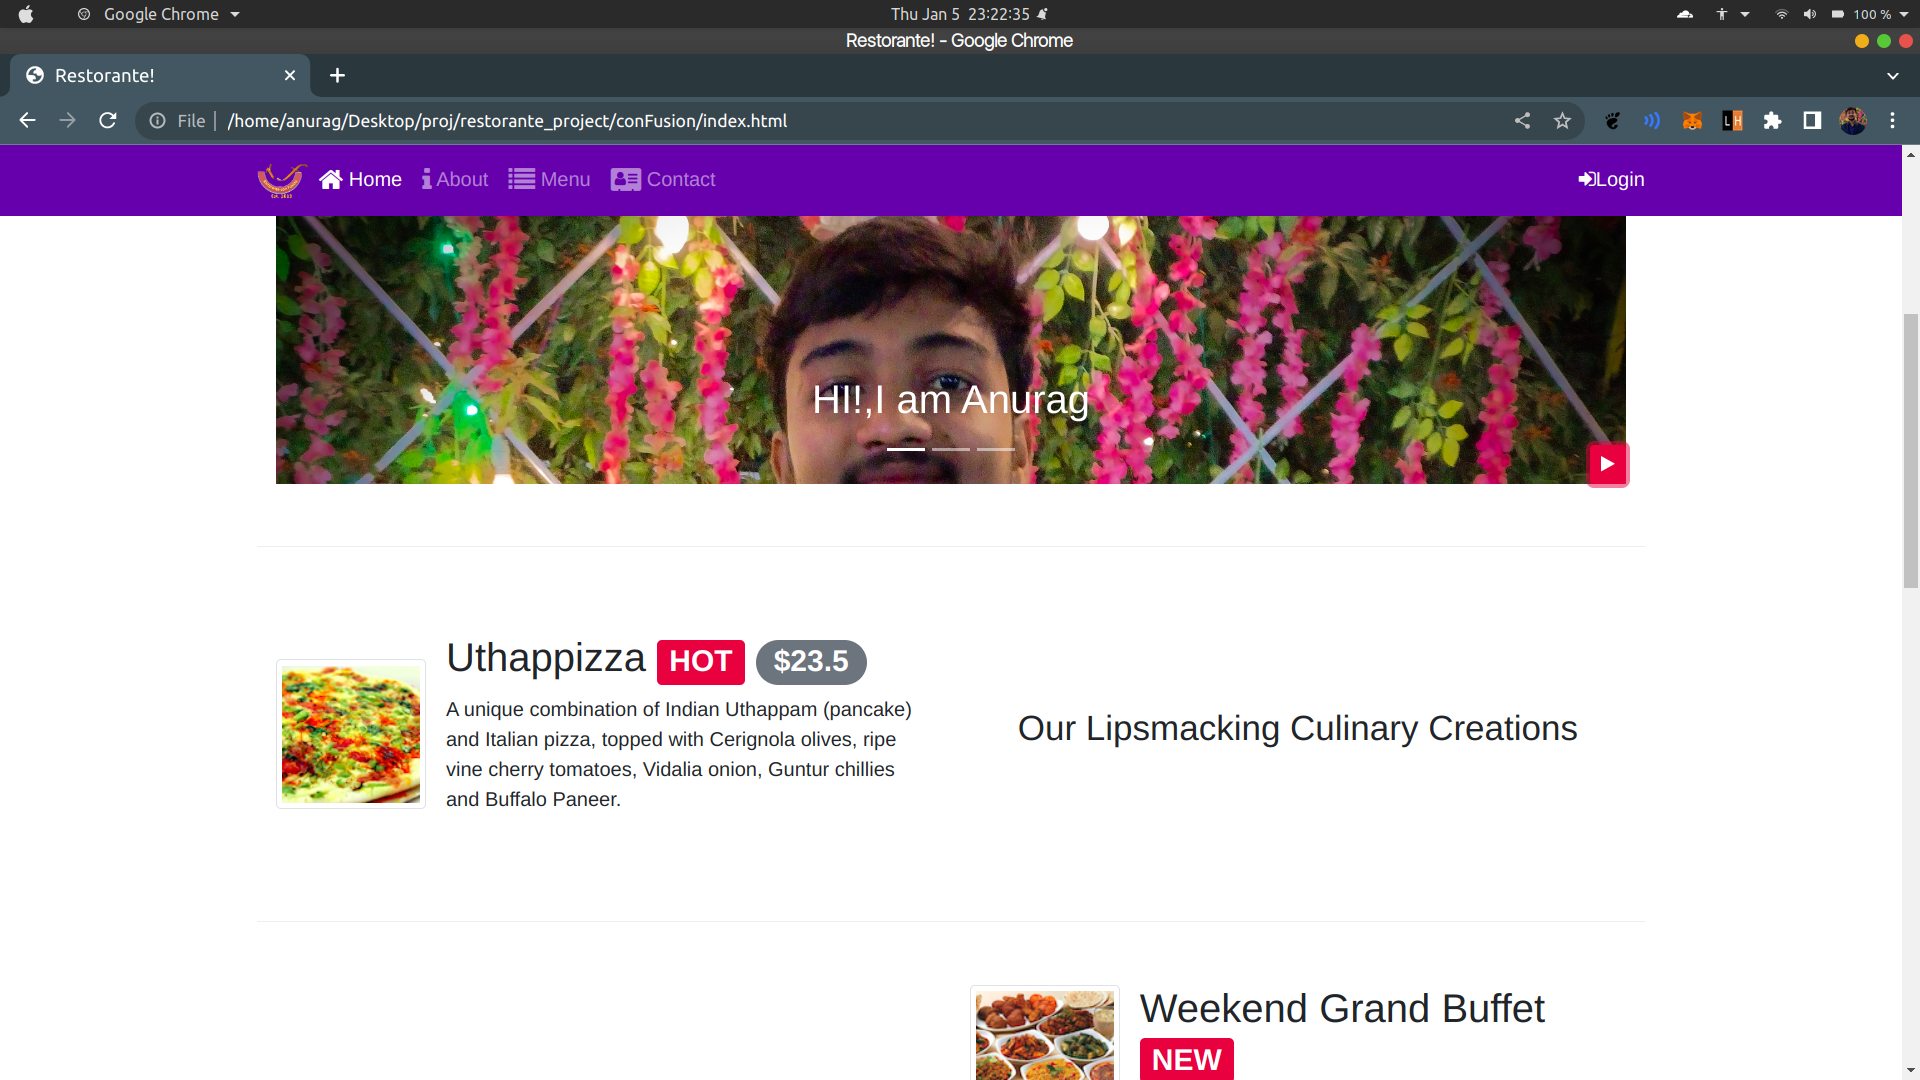 Google Chrome
Thu Jan 5 23:22:35
100 %
Restorante! - Google Chrome
Restorante!
File
/home/anurag/Desktop/proj/restorante_project/conFusion/index.html
L H
Home
About
Menu
Contact
Login
HI!,I am Anurag
Uthappizza HOT $23.5
A unique combination of Indian Uthappam (pancake)
and Italian pizza, topped with Cerignola olives, ripe
vine cherry tomatoes, Vidalia onion, Guntur chillies
and Buffalo Paneer.
Our Lipsmacking Culinary Creations
Weekend Grand Buffet
NEW